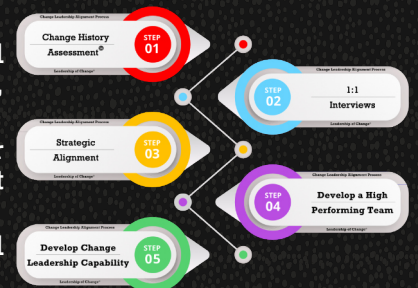 Change Leadership Alignment Process
Change History
Assessment
STEP
01
Leadership of Change®
Change Leadership Alignment Process
STEP
02
1:1
Interviews
Leadership of Change®
Change Leadership Alignment Process
Strategic
Alignment
STEP
03
Leadership of Change®
Change Leadership Alignment Process
STEP
04
Develop a High
Performing Team
Leadership of Change®
Change Leadership Alignment Process
Develop Change
Leadership Capability
STEP
05
Leadership of Change®